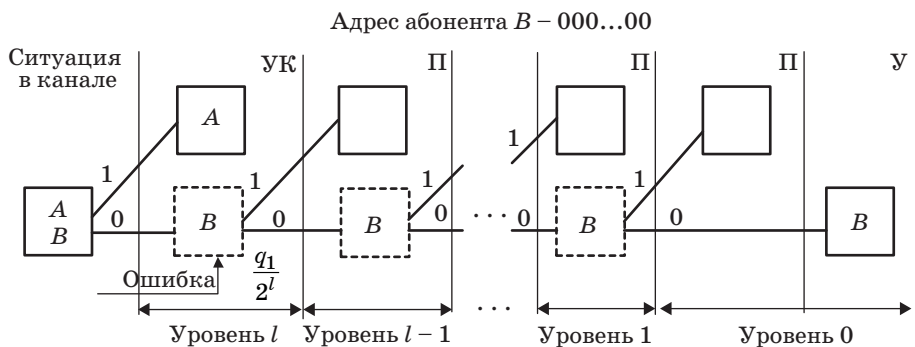 Адрес абонента B – 000...00
Ситуация
в канале
УК
П
П
П
У
A
1
1
1
1
1
A
B
0
B
0
B
0
· · ·
0
B
0
B
Ошибка
q₁
2ˡ
· · ·
Уровень l
Уровень l – 1
Уровень 1
Уровень 0